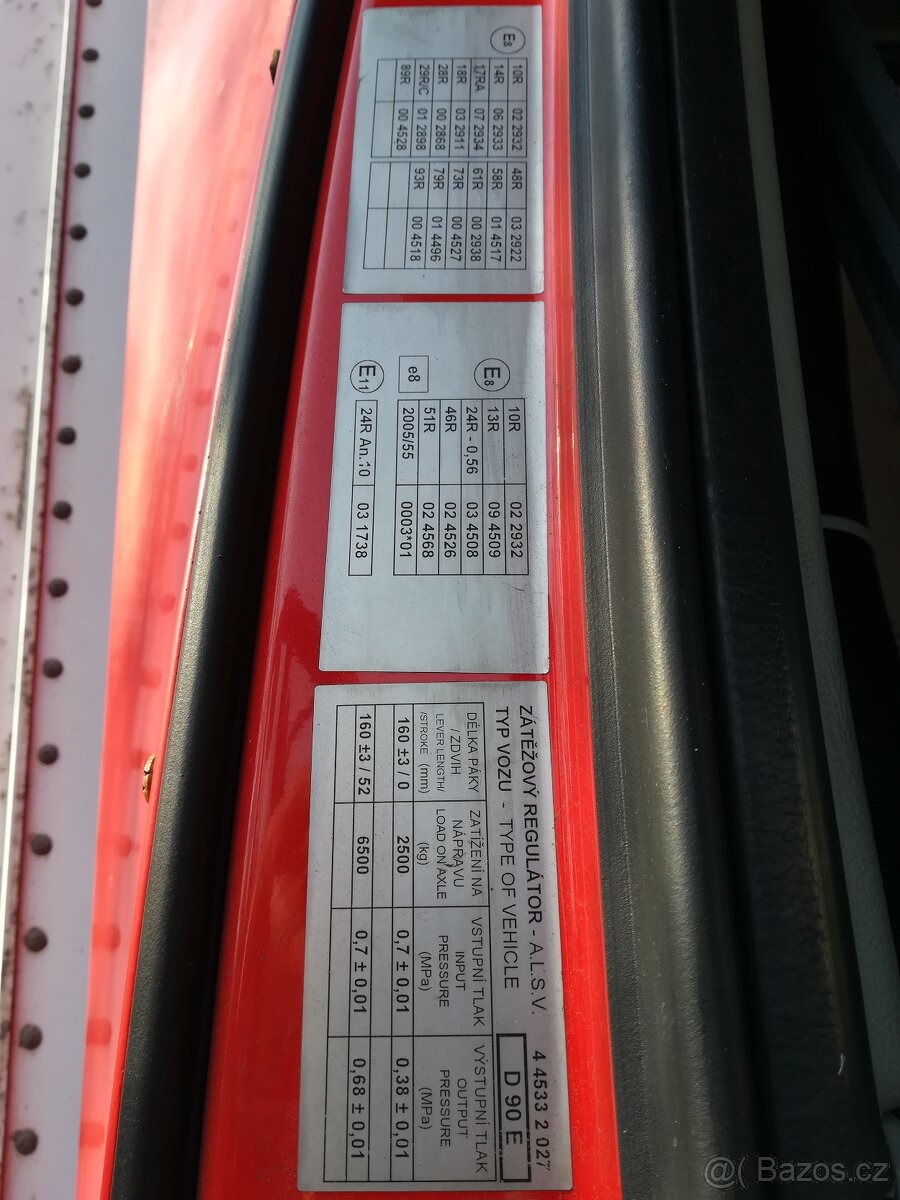 E8
10R 02 2932 48R 03 2922
14R 06 2933 58R 01 4517
17RA 07 2934 61R 00 2938
18R 03 2911 73R 00 4527
28R 00 2868 79R 01 4496
29R/C 01 2898 93R 00 4518
89R 00 4528
E8
10R 02 2932
13R 09 4509
24R - 0,56 03 4508
46R 02 4526
51R 02 4568
e8
2005/55 0003*01
E11
24R An.10 03 1738
ZÁTĚŽOVÝ REGULÁTOR - A.L.S.V. 4 4533 2 027
TYP VOZU - TYPE OF VEHICLE D 90 E
DÉLKA PÁKY ZATÍŽENÍ NA VSTUPNÍ TLAK VÝSTUPNÍ TLAK
/ ZDVIH NÁPRAVU INPUT OUTPUT
LEVER LENGTH/ LOAD ON AXLE PRESSURE PRESSURE
/STROKE (mm) (kg) (MPa) (MPa)
160 ±3 / 0 2500 0,7 ± 0,01 0,38 ± 0,01
160 ±3 / 52 6500 0,7 ± 0,01 0,68 ± 0,01
@( Bazos.cz